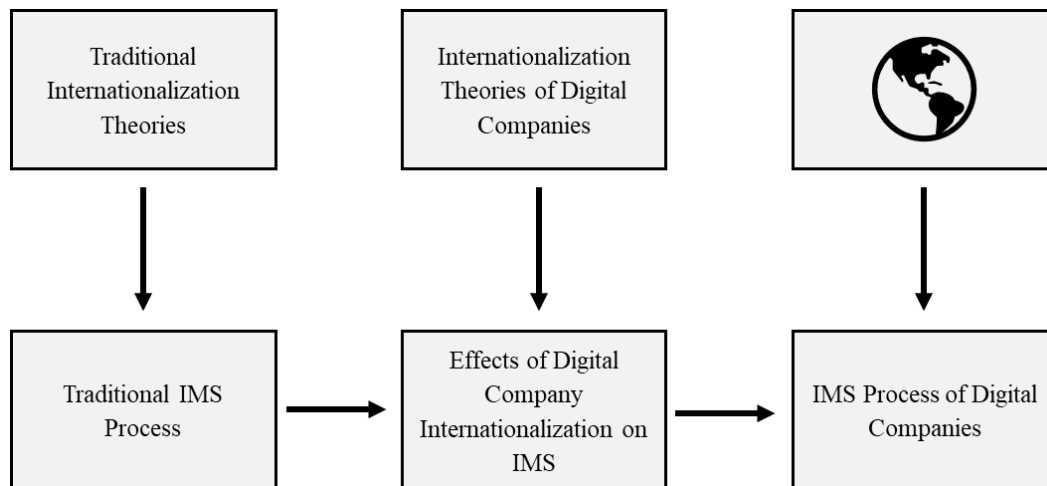 Traditional
Internationalization
Theories
Internationalization
Theories of Digital
Companies
Traditional IMS
Process
Effects of Digital
Company
Internationalization on
IMS
IMS Process of Digital
Companies